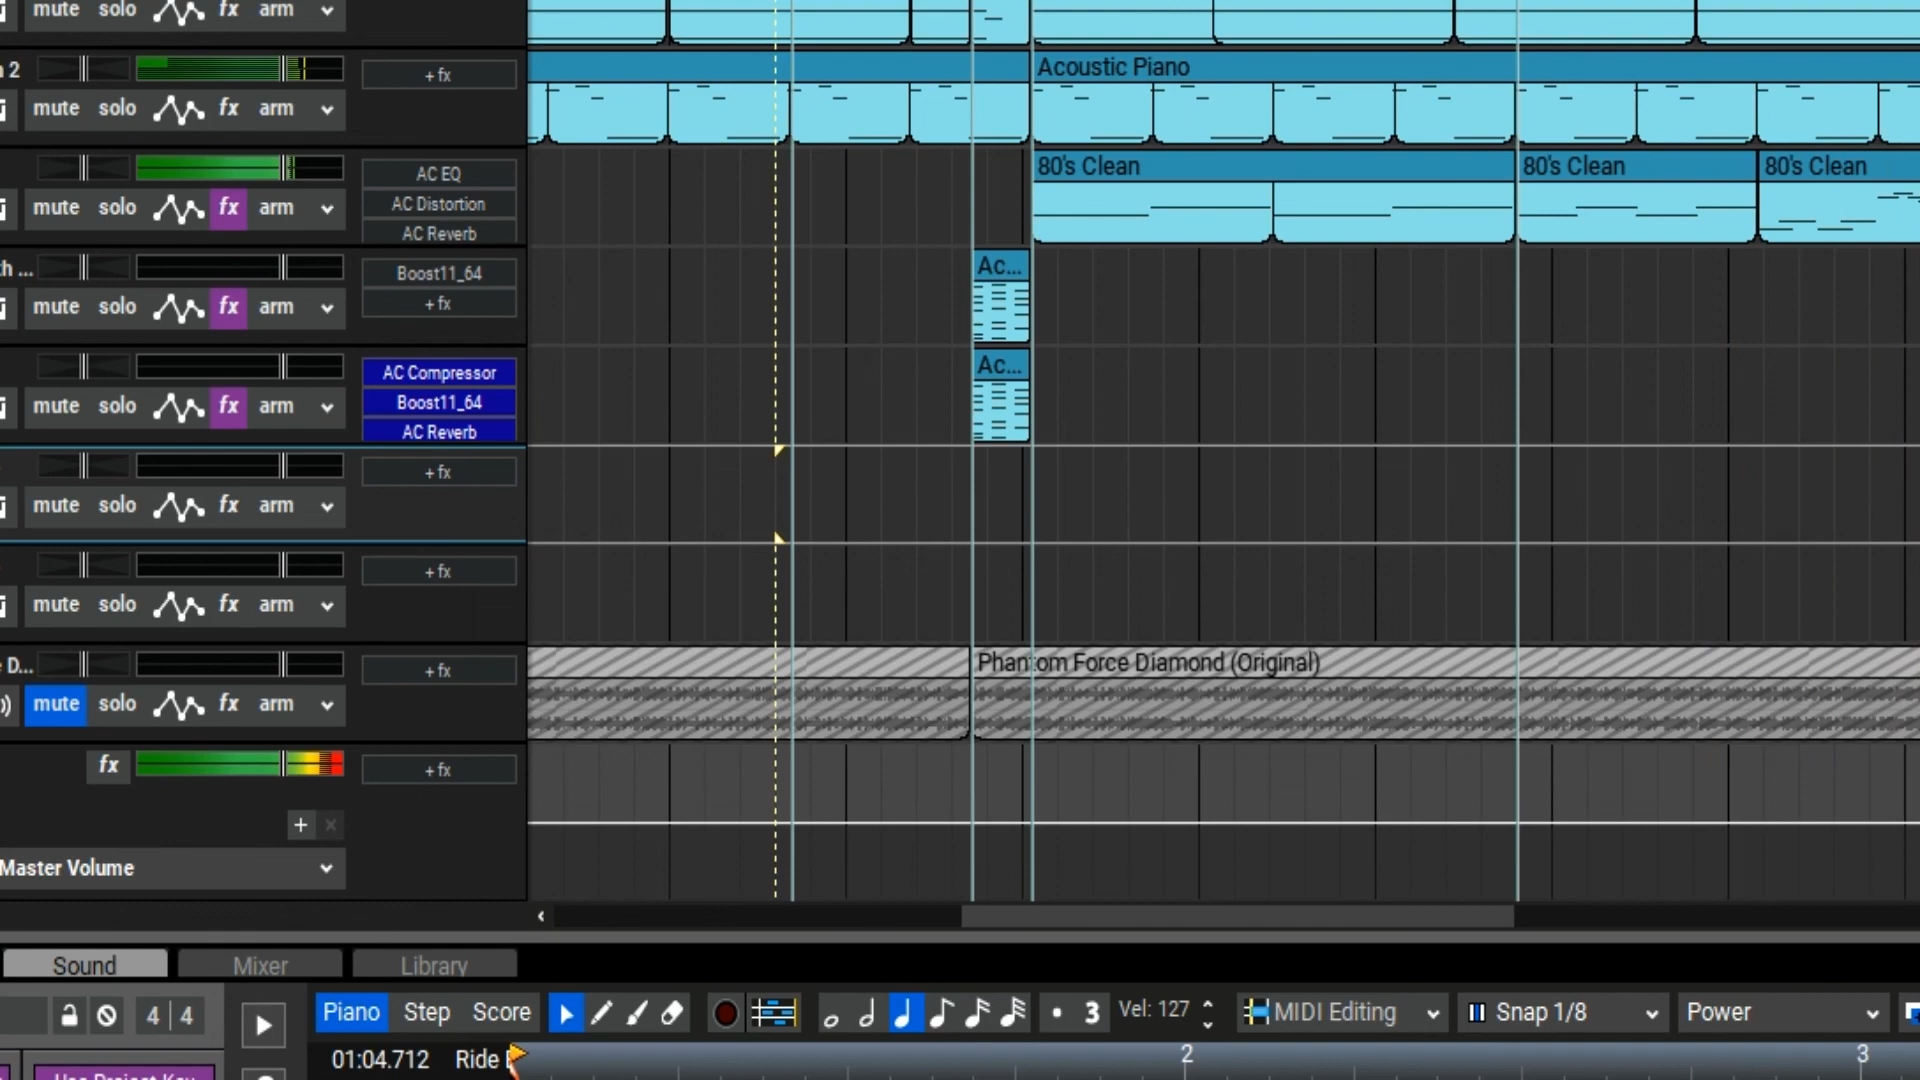 mute solo fx arm
2
+ fx
Acoustic Piano
mute solo fx arm
AC EQ
80's Clean 80's Clean 80's Clean
mute solo fx arm
AC Distortion
AC Reverb
...
Boost11_64
Ac...
mute solo fx arm
+ fx
AC Compressor
Ac...
mute solo fx arm
Boost11_64
AC Reverb
+ fx
mute solo fx arm
+ fx
mute solo fx arm
D...
+ fx
Phantom Force Diamond (Original)
mute solo fx arm
fx
+ fx
Master Volume
Sound Mixer Library
4 4
Piano Step Score
3
Vel: 127
MIDI Editing
Snap 1/8
Power
01:04.712
Ride
2 3
Use Project Key